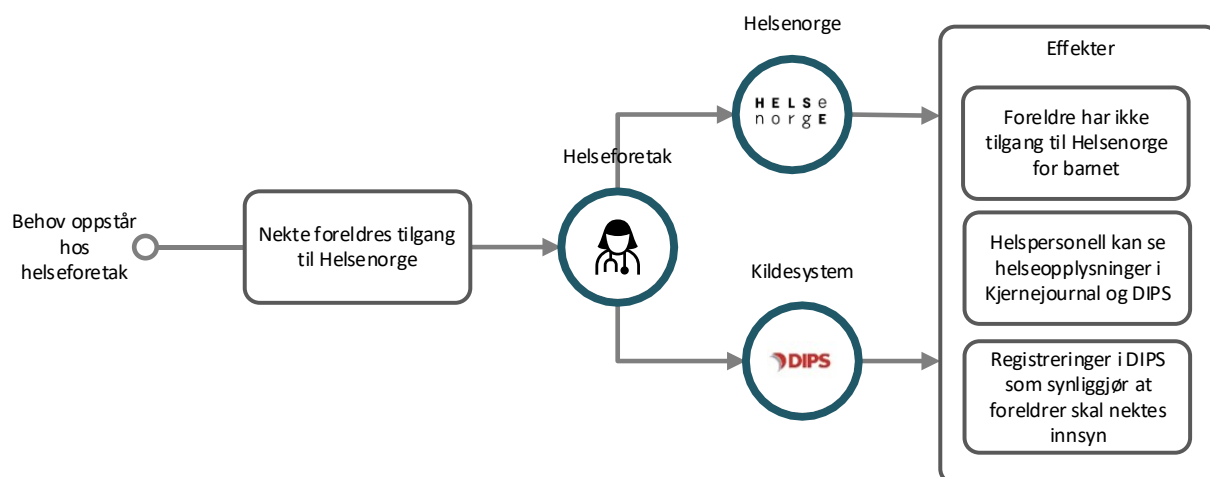 Behov oppstår
hos
helseforetak
Nekte foreldres tilgang
til Helsenorge
Helseforetak
Helsenorge
HELSe
norgE
Kildesystem
DIPS
Effekter
Foreldre har ikke
tilgang til Helsenorge
for barnet
Helspersonell kan se
helseopplysninger i
Kjernejournal og DIPS
Registreringer i DIPS
som synliggjør at
foreldrer skal nektes
innsyn